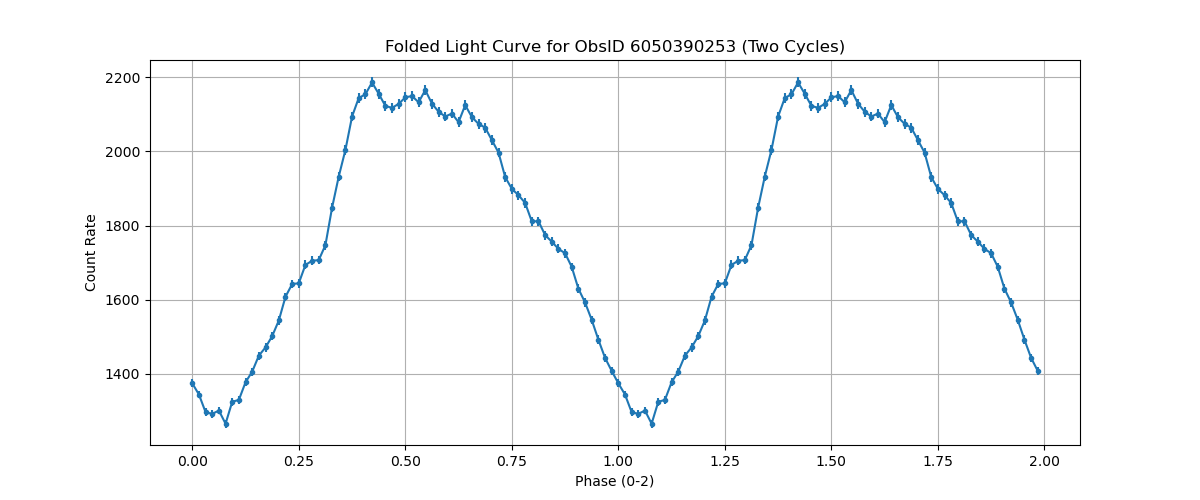 Folded Light Curve for ObsID 6050390253 (Two Cycles)
2200
2000
1800
1600
1400
Count Rate
0.00 0.25 0.50 0.75 1.00 1.25 1.50 1.75 2.00
Phase (0-2)